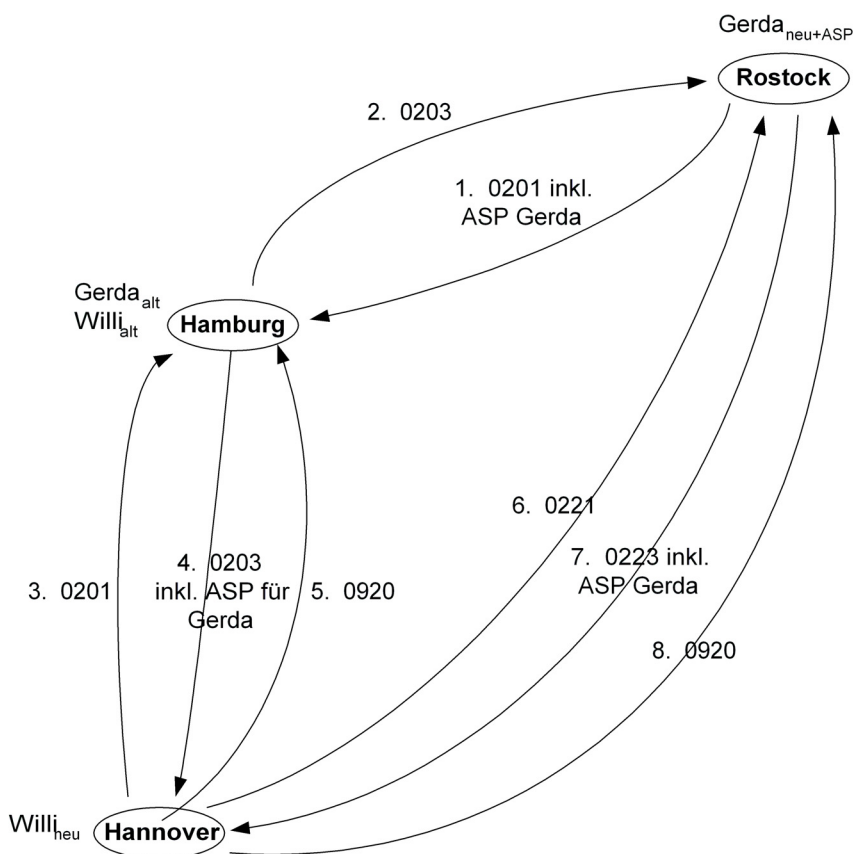 Gerda neu+ASP
Rostock
2. 0203
1. 0201 inkl.
ASP Gerda
Gerda alt
Willi alt
Hamburg
6. 0221
7. 0223 inkl.
ASP Gerda
4. 0203
inkl. ASP für
Gerda
3. 0201
5. 0920
8. 0920
Willi neu
Hannover